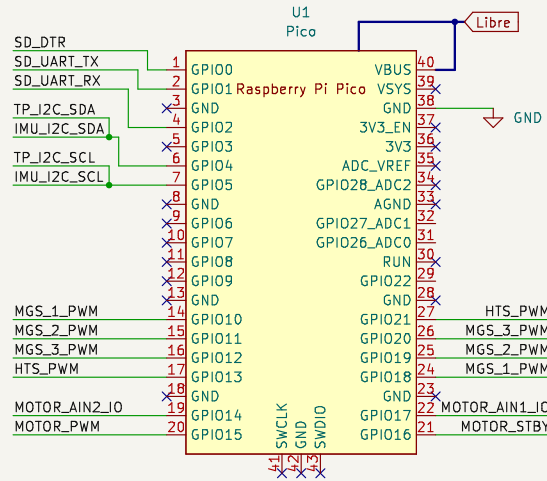 U1
Pico
Libre
SD_DTR
SD_UART_TX
SD_UART_RX
TP_I2C_SDA
IMU_I2C_SDA
TP_I2C_SCL
IMU_I2C_SCL
MGS_1_PWM
MGS_2_PWM
MGS_3_PWM
HTS_PWM
MOTOR_AIN2_IO
MOTOR_PWM
Raspberry Pi Pico
1 GPIO0
2 GPIO1
3 GND
4 GPIO2
5 GPIO3
6 GPIO4
7 GPIO5
8 GND
9 GPIO6
10 GPIO7
11 GPIO8
12 GPIO9
13 GND
14 GPIO10
15 GPIO11
16 GPIO12
17 GPIO13
18 GND
19 GPIO14
20 GPIO15
VBUS 40
VSYS 39
GND 38
3V3_EN 37
3V3 36
ADC_VREF 35
GPIO28_ADC2 34
AGND 33
GPIO27_ADC1 32
GPIO26_ADC0 31
RUN 30
GPIO22 29
GND 28
GPIO21 27
GPIO20 26
GPIO19 25
GPIO18 24
GND 23
GPIO17 22
GPIO16 21
GND
HTS_PWM
MGS_3_PWM
MGS_2_PWM
MGS_1_PWM
MOTOR_AIN1_IO
MOTOR_STBY
SWCLK 41
GND 42
SWDIO 43